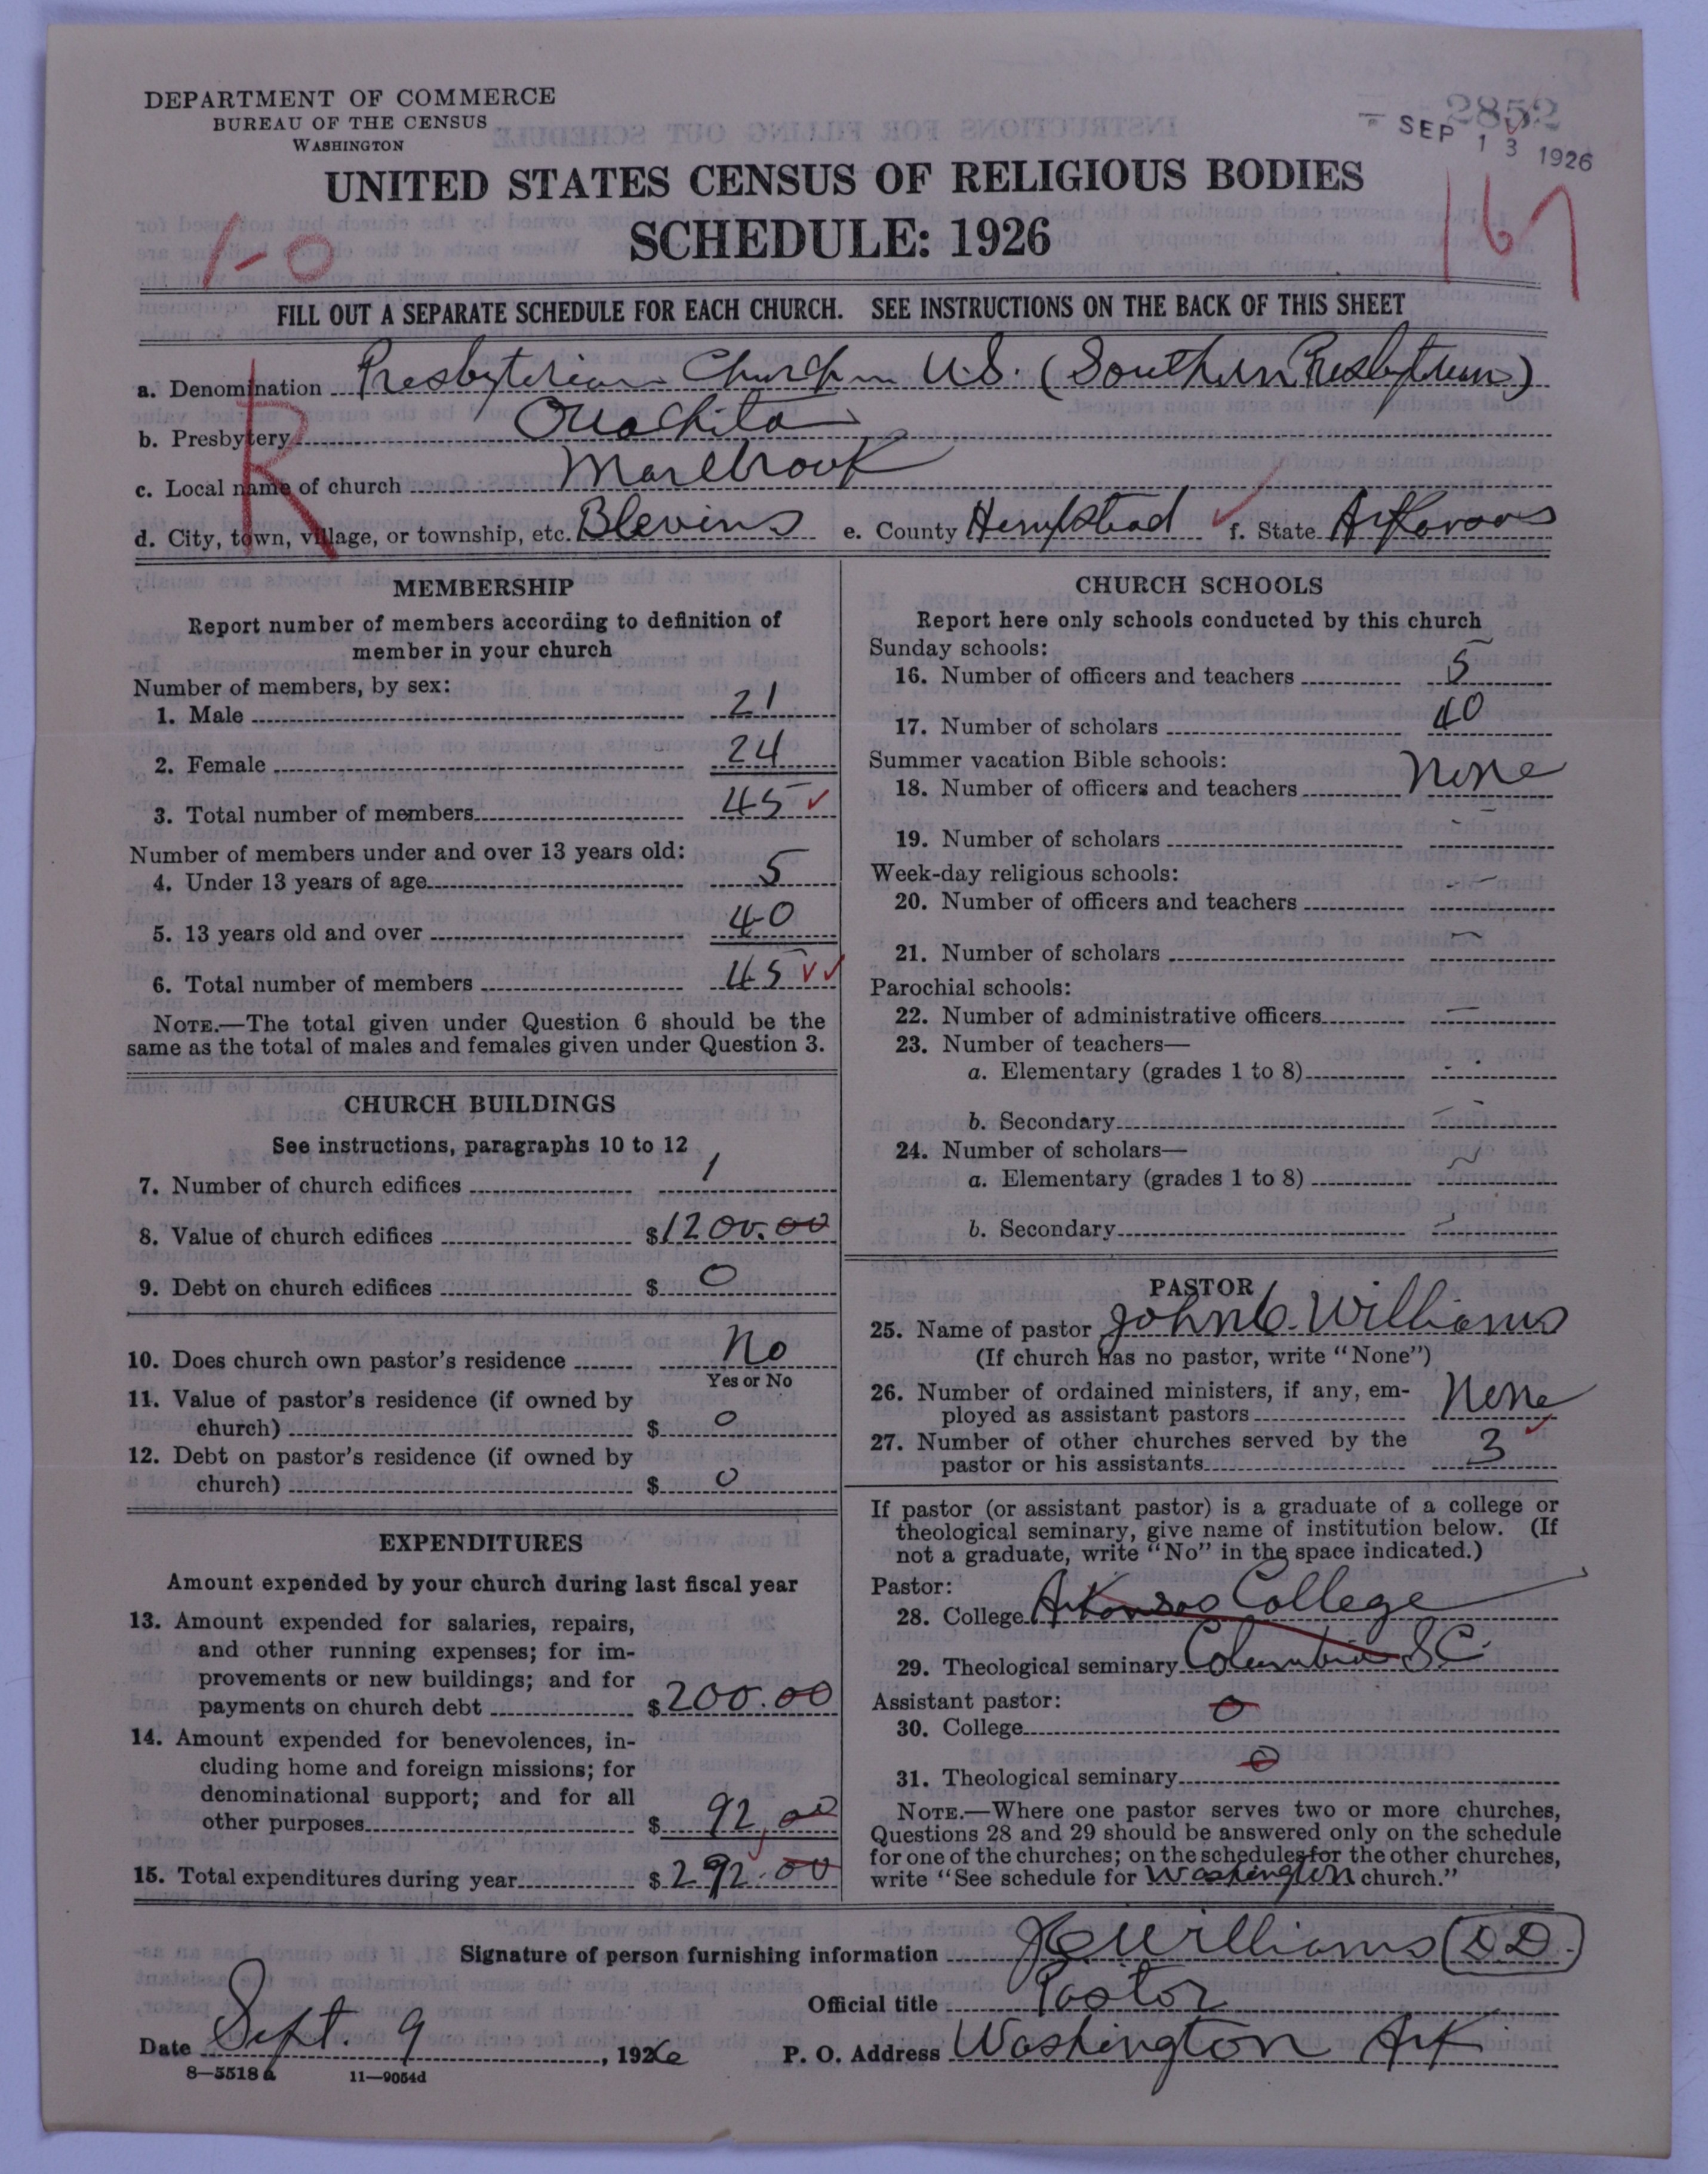 DEPARTMENT OF COMMERCE
BUREAU OF THE CENSUS
WASHINGTON
2852
SEP 13 1926
UNITED STATES CENSUS OF RELIGIOUS BODIES
SCHEDULE: 1926
1-0
167
FILL OUT A SEPARATE SCHEDULE FOR EACH CHURCH. SEE INSTRUCTIONS ON THE BACK OF THIS SHEET
R
a. Denomination Presbyterian Church in U.S. (Southern Presbyterian)
b. Presbytery Ouachita
c. Local name of church Marlbrook
d. City, town, village, or township, etc. Blevins e. County Hempstead f. State Arkansas
MEMBERSHIP
Report number of members according to definition of
member in your church
Number of members, by sex:
1. Male 21
2. Female 24
3. Total number of members 45
Number of members under and over 13 years old:
4. Under 13 years of age 5
5. 13 years old and over 40
6. Total number of members 45
NOTE.—The total given under Question 6 should be the
same as the total of males and females given under Question 3.
CHURCH BUILDINGS
See instructions, paragraphs 10 to 12
7. Number of church edifices 1
8. Value of church edifices $1200.00
9. Debt on church edifices $ 0
10. Does church own pastor's residence No
Yes or No
11. Value of pastor's residence (if owned by
church) $ 0
12. Debt on pastor's residence (if owned by
church) $ 0
EXPENDITURES
Amount expended by your church during last fiscal year
13. Amount expended for salaries, repairs,
and other running expenses; for im-
provements or new buildings; and for
payments on church debt $200.00
14. Amount expended for benevolences, in-
cluding home and foreign missions; for
denominational support; and for all
other purposes $ 92.00
15. Total expenditures during year $292.00
CHURCH SCHOOLS
Report here only schools conducted by this church
Sunday schools:
16. Number of officers and teachers 5
17. Number of scholars 40
Summer vacation Bible schools:
18. Number of officers and teachers None
19. Number of scholars –
Week-day religious schools:
20. Number of officers and teachers –
21. Number of scholars –
Parochial schools:
22. Number of administrative officers –
23. Number of teachers—
a. Elementary (grades 1 to 8) –
b. Secondary –
24. Number of scholars—
a. Elementary (grades 1 to 8) –
b. Secondary –
PASTOR
25. Name of pastor John C. Williams
(If church has no pastor, write "None")
26. Number of ordained ministers, if any, em-
ployed as assistant pastors None
27. Number of other churches served by the
pastor or his assistants 3
If pastor (or assistant pastor) is a graduate of a college or
theological seminary, give name of institution below. (If
not a graduate, write "No" in the space indicated.)
Pastor:
28. College Arkansas College
29. Theological seminary Columbia S.C.
Assistant pastor:
30. College 0
31. Theological seminary 0
NOTE.—Where one pastor serves two or more churches,
Questions 28 and 29 should be answered only on the schedule
for one of the churches; on the schedules for the other churches,
write "See schedule for Washington church."
Signature of person furnishing information J C Williams (D.D.)
Official title Pastor
Date Sept. 9, 1926 P. O. Address Washington Ark
8—5518a 11—9054d